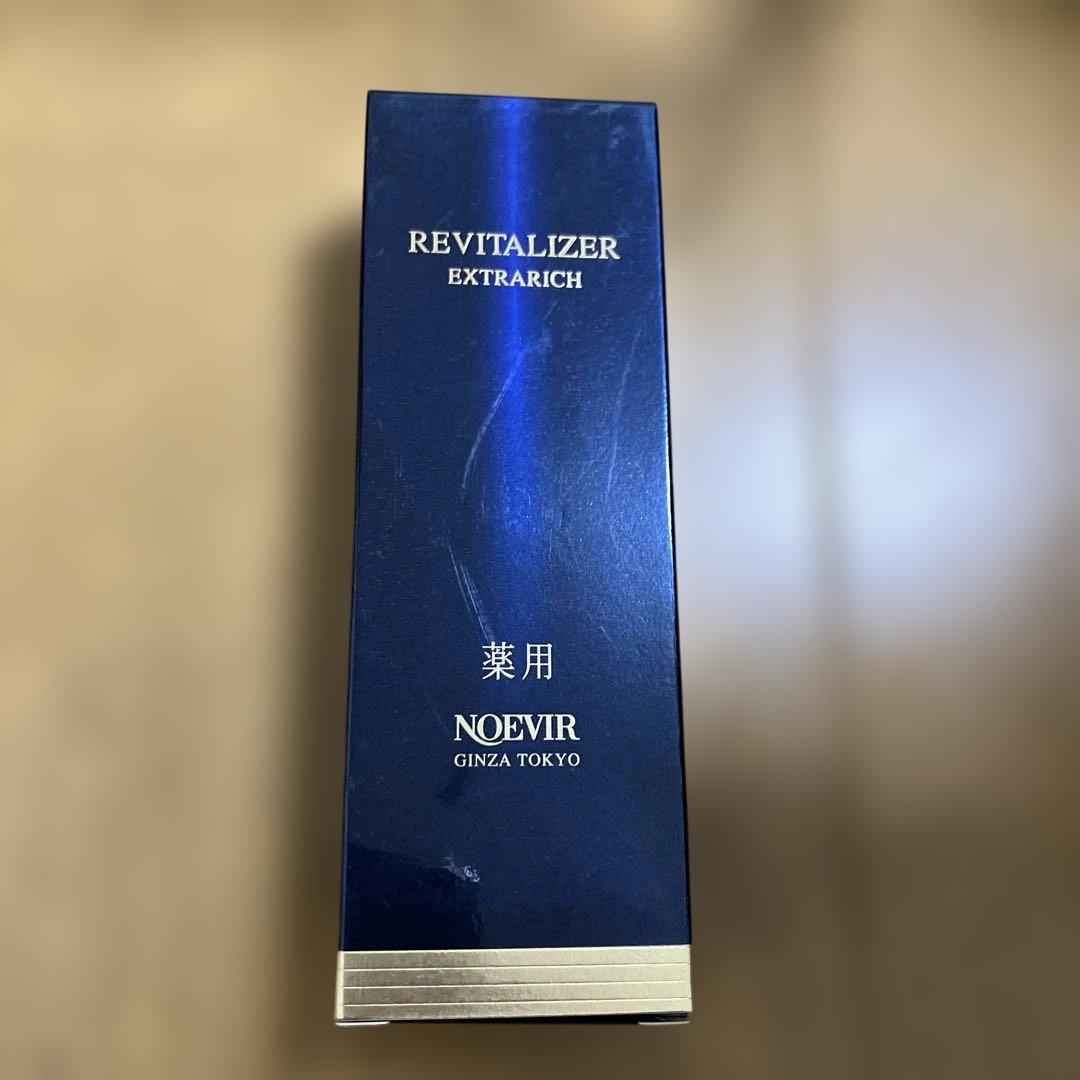 REVITALIZER
EXTRARICH
薬用
NOEVIR
GINZA TOKYO